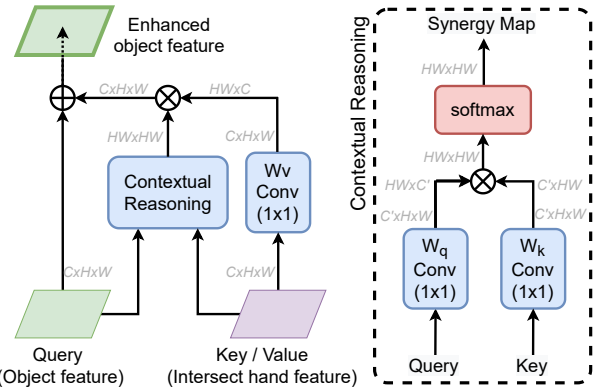 Enhanced
object feature
CxHxW
HWxC
HWxHW
CxHxW
Contextual
Reasoning
Wv
Conv
(1x1)
CxHxW
CxHxW
Query
(Object feature)
Key / Value
(Intersect hand feature)
Contextual Reasoning
Synergy Map
HWxHW
softmax
HWxHW
HWxC'
C'xHW
C'xHxW
C'xHxW
Wq
Conv
(1x1)
Wk
Conv
(1x1)
Query
Key